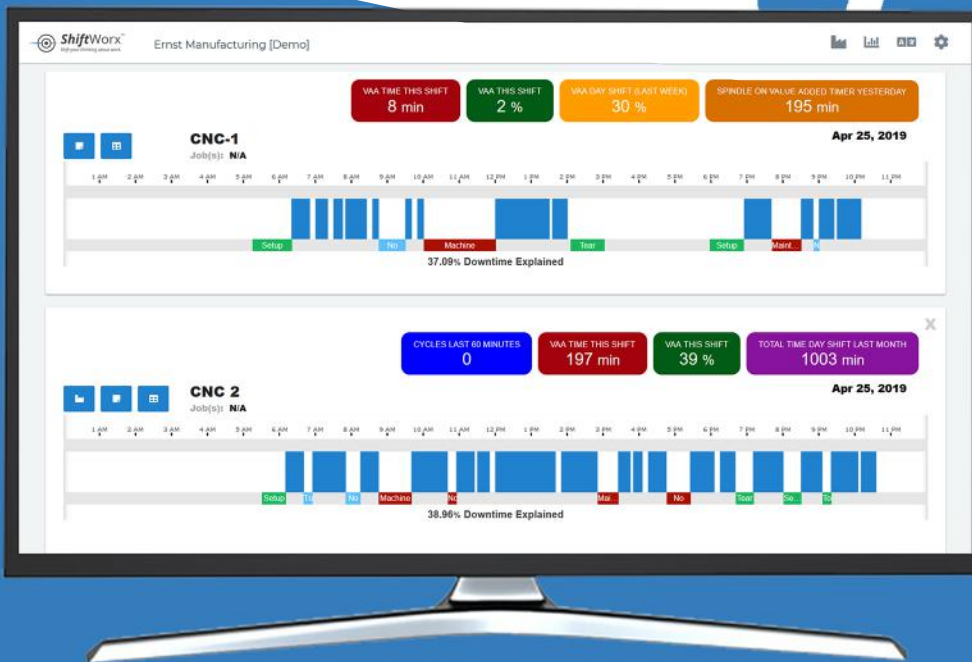 ShiftWorx™
Ernst Manufacturing [Demo]
VAA TIME THIS SHIFT
8 min
VAA THIS SHIFT
2 %
VAA DAY SHIFT (LAST WEEK)
30 %
SPINDLE ON VALUE ADDED TIMER YESTERDAY
195 min
CNC-1
Job(s): N/A
Apr 25, 2019
1 AM 2 AM 3 AM 4 AM 5 AM 6 AM 7 AM 8 AM 9 AM 10 AM 11 AM 12 PM 1 PM 2 PM 3 PM 4 PM 5 PM 6 PM 7 PM 8 PM 9 PM 10 PM 11 PM
Setup No Machine Tear Setup Maint... N
37.09% Downtime Explained
X
CYCLES LAST 60 MINUTES
0
VAA TIME THIS SHIFT
197 min
VAA THIS SHIFT
39 %
TOTAL TIME DAY SHIFT LAST MONTH
1003 min
CNC 2
Job(s): N/A
Apr 25, 2019
1 AM 2 AM 3 AM 4 AM 5 AM 6 AM 7 AM 8 AM 9 AM 10 AM 11 AM 12 PM 1 PM 2 PM 3 PM 4 PM 5 PM 6 PM 7 PM 8 PM 9 PM 10 PM 11 PM
Setup No Machine No Mai... No Tear Se... To
38.96% Downtime Explained